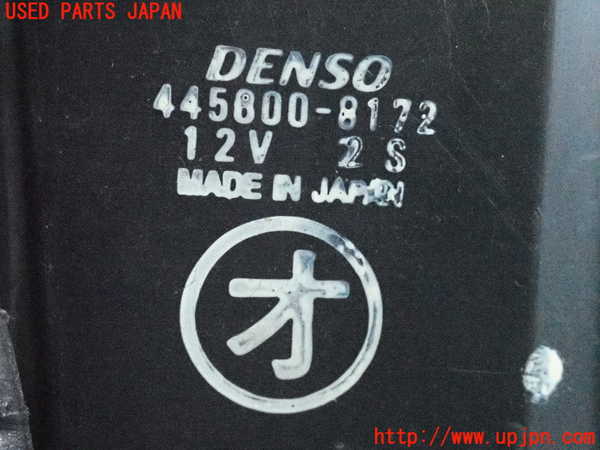 USED PARTS JAPAN
DENSO
445800-8172
12V 2S
MADE IN JAPAN
オ
http://www.upjpn.com